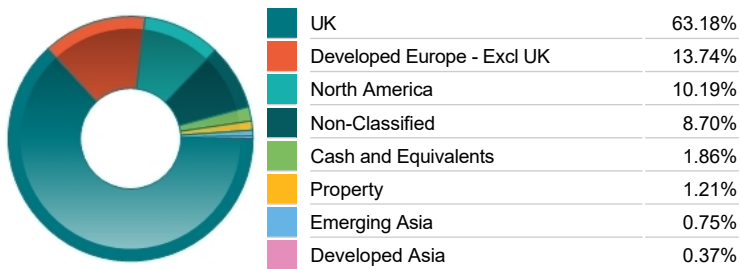 UK 63.18%
Developed Europe - Excl UK 13.74%
North America 10.19%
Non-Classified 8.70%
Cash and Equivalents 1.86%
Property 1.21%
Emerging Asia 0.75%
Developed Asia 0.37%